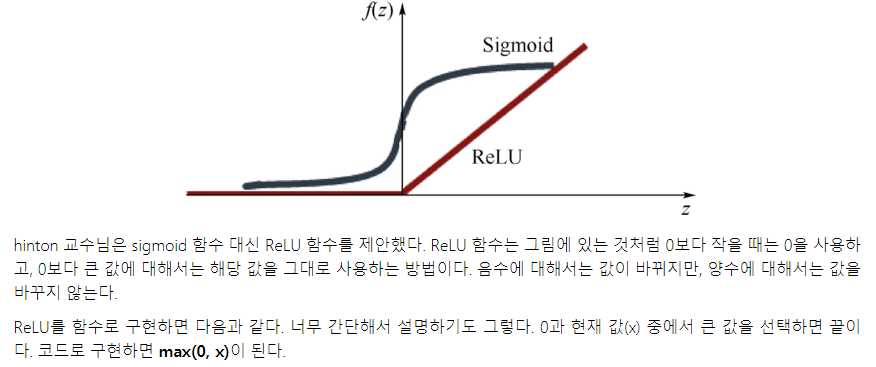 f(z)
Sigmoid
ReLU
z
hinton 교수님은 sigmoid 함수 대신 ReLU 함수를 제안했다. ReLU 함수는 그림에 있는 것처럼 0보다 작을 때는 0을 사용하
고, 0보다 큰 값에 대해서는 해당 값을 그대로 사용하는 방법이다. 음수에 대해서는 값이 바뀌지만, 양수에 대해서는 값을
바꾸지 않는다.
ReLU를 함수로 구현하면 다음과 같다. 너무 간단해서 설명하기도 그렇다. 0과 현재 값(x) 중에서 큰 값을 선택하면 끝이
다. 코드로 구현하면 max(0, x)이 된다.